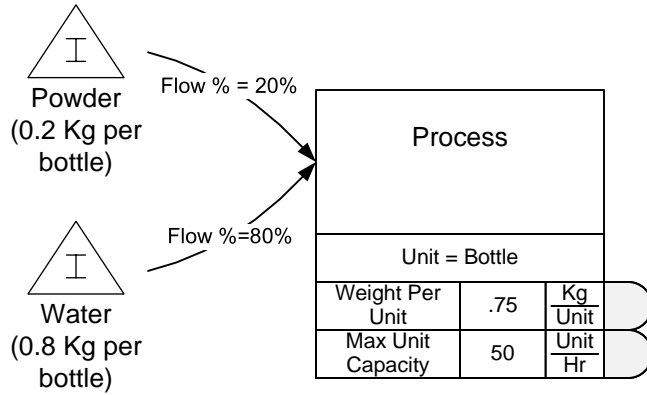 I
Powder
(0.2 Kg per
bottle)
Flow % = 20%
Process
Flow %=80%
I
Water
(0.8 Kg per
bottle)
Unit = Bottle
Weight Per
Unit
.75
Kg
Unit
Max Unit
Capacity
50
Unit
Hr